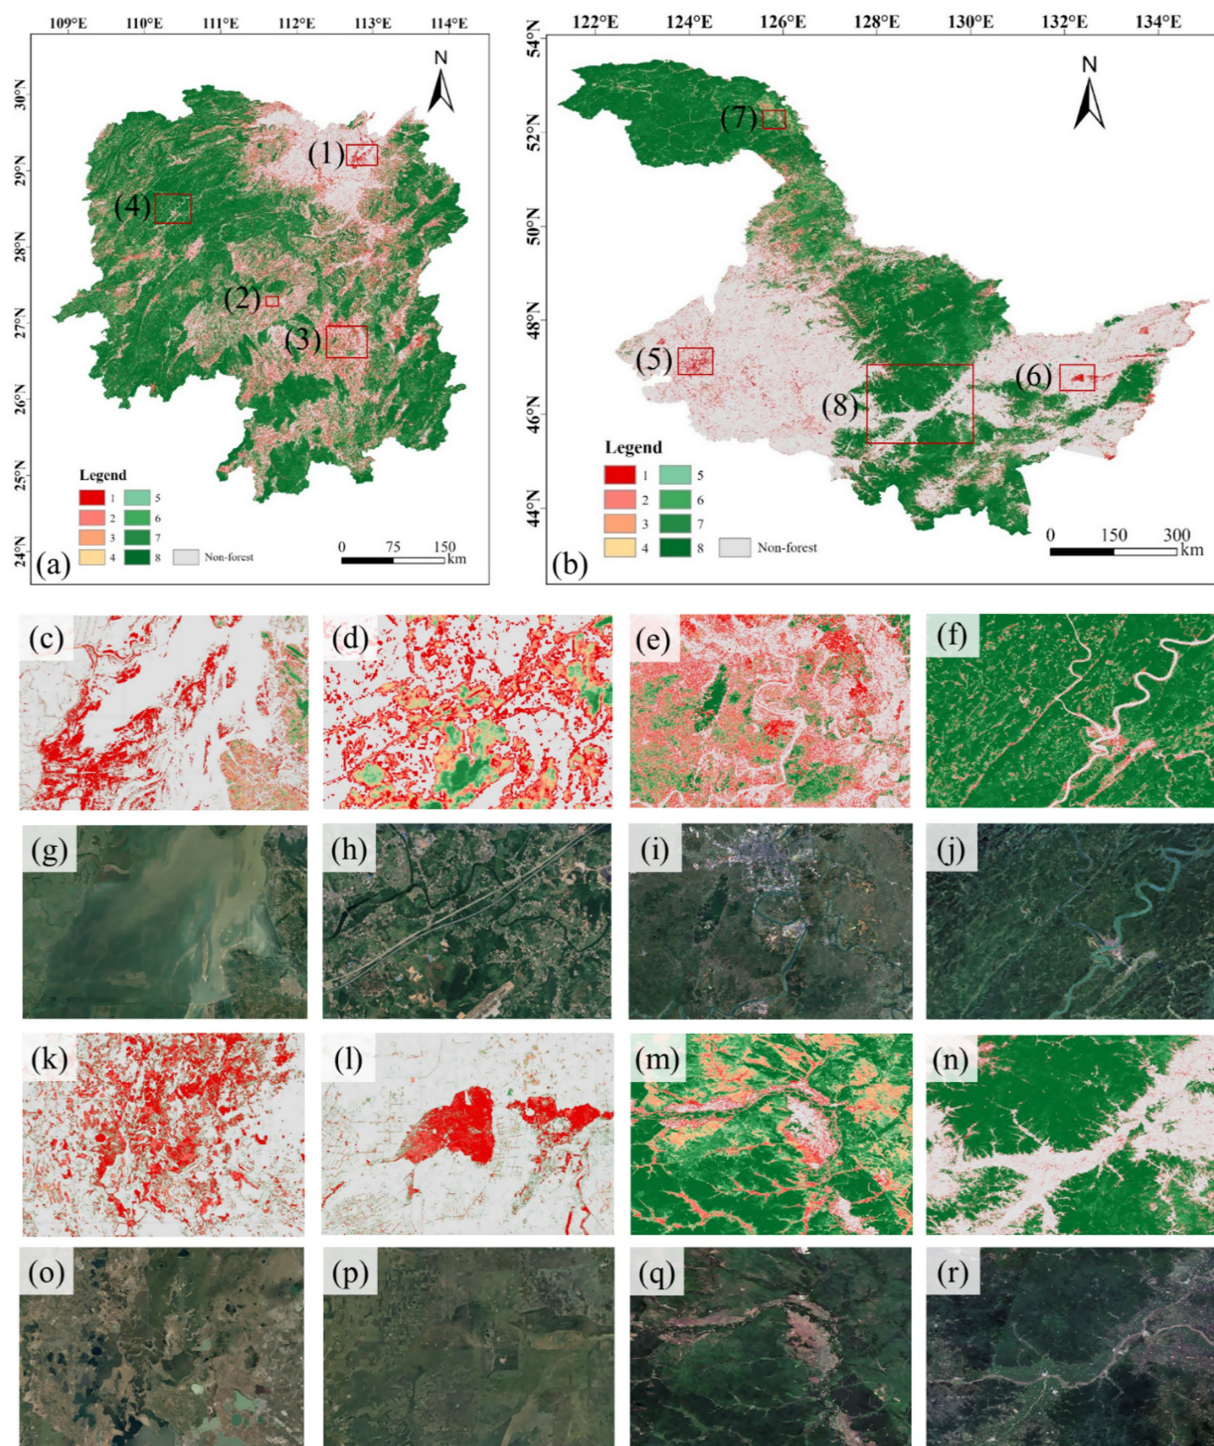 109°E 110°E 111°E 112°E 113°E 114°E
122°E 124°E 126°E 128°E 130°E 132°E 134°E
30°N
29°N
28°N
27°N
26°N
25°N
24°N
N
(1)
(4)
(2)
(3)
Legend
1 5
2 6
3 7
4 8 Non-forest
0 75 150
km
(a)
54°N
52°N
50°N
48°N
46°N
44°N
N
(7)
(5)
(6)
(8)
Legend
1 5
2 6
3 7
4 8 Non-forest
0 150 300
km
(b)
(c) (d) (e) (f)
(g) (h) (i) (j)
(k) (l) (m) (n)
(o) (p) (q) (r)